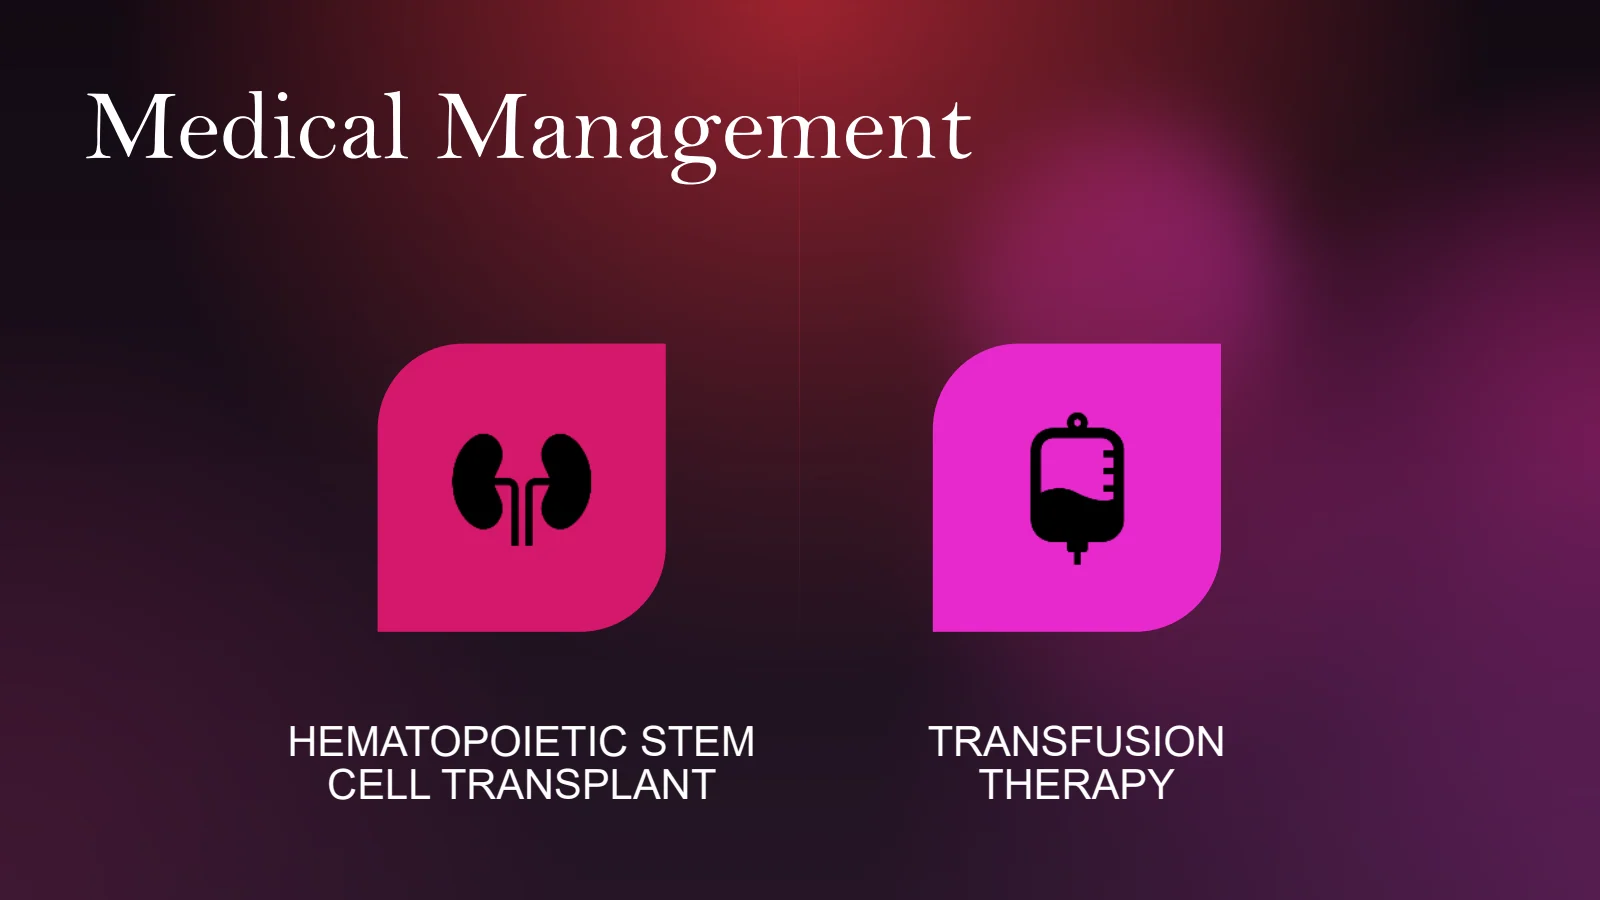 Medical Management
HEMATOPOIETIC STEM
CELL TRANSPLANT
TRANSFUSION
THERAPY